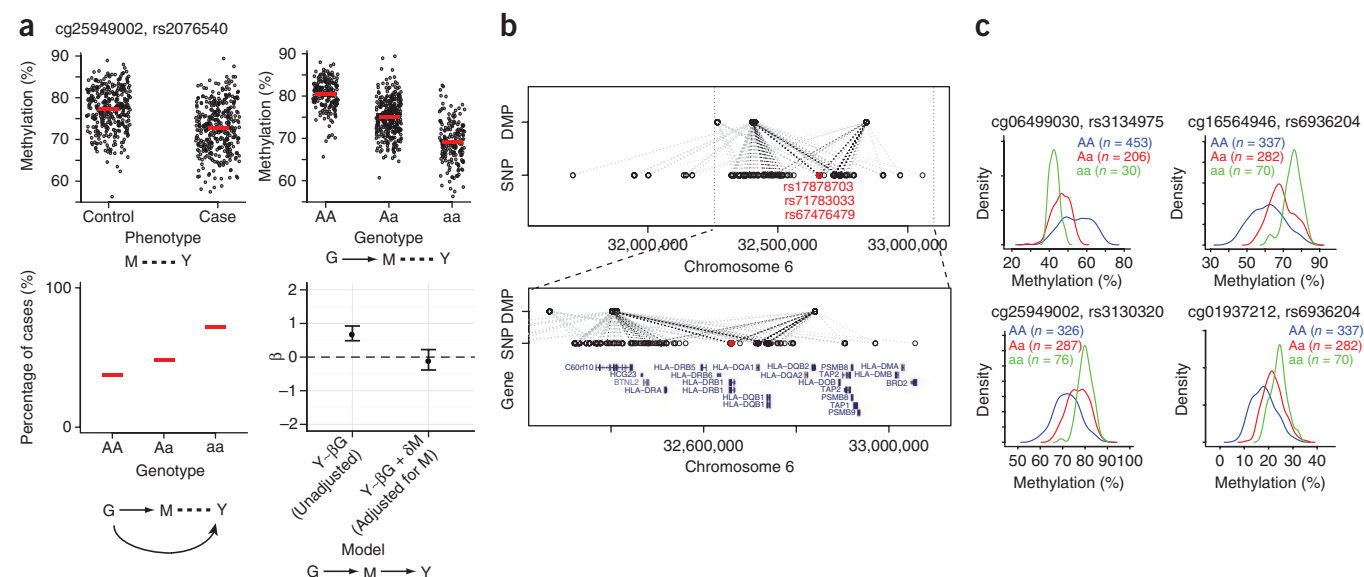 a
cg25949002, rs2076540
Methylation (%)
90
80
70
60
Control
Case
Phenotype
M Y
Methylation (%)
90
80
70
60
AA
Aa
aa
Genotype
G M Y
Percentage of cases (%)
100
0
AA
Aa
aa
Genotype
G M Y
β
2
1
0
−1
−2
Y~βG
(Unadjusted)
Y~βG + δM
(Adjusted for M)
Model
G M Y
b
DMP
SNP
rs17878703
rs71783033
rs67476479
32,000,000
32,500,000
33,000,000
Chromosome 6
DMP
SNP
Gene
C6orf10
HLA-DRB5
HLA-DQA1
HLA-DQB2
PSMB8
HLA-DMA
HCG23
HLA-DRB6
HLA-DQA2
TAP2
HLA-DMB
BTNL2
HLA-DRB1
HLA-DOB
BRD2
HLA-DRA
HLA-DRB1
TAP2
HLA-DQB1
PSMB8
HLA-DQB1
TAP1
PSMB9
32,600,000
33,000,000
Chromosome 6
c
cg06499030, rs3134975
AA (n = 453)
Aa (n = 206)
aa (n = 30)
Density
20
40
60
80
Methylation (%)
cg16564946, rs6936204
AA (n = 337)
Aa (n = 282)
aa (n = 70)
Density
30
50
70
90
Methylation (%)
cg25949002, rs3130320
AA (n = 326)
Aa (n = 287)
aa (n = 76)
Density
50
60
70
80
90
100
Methylation (%)
cg01937212, rs6936204
AA (n = 337)
Aa (n = 282)
aa (n = 70)
Density
0
10
20
30
40
Methylation (%)